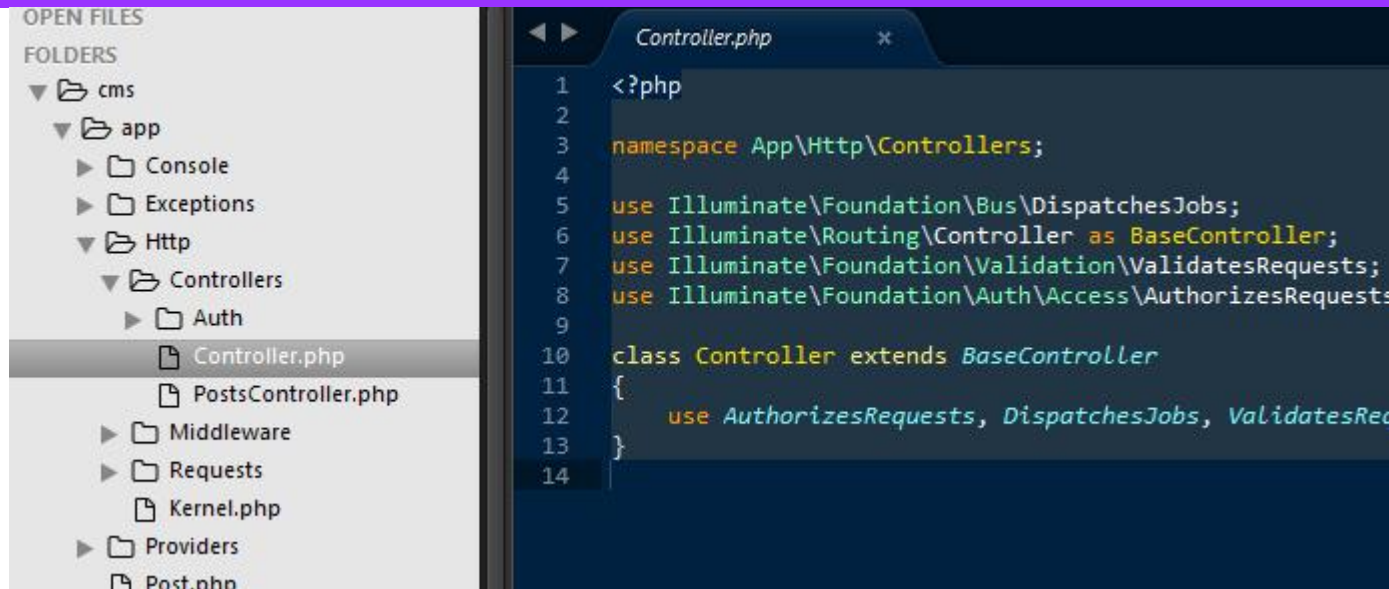 OPEN FILES
FOLDERS
cms
app
Console
Exceptions
Http
Controllers
Auth
Controller.php
PostsController.php
Middleware
Requests
Kernel.php
Providers
Post.php
Controller.php ×
1 <?php
2
3 namespace App\Http\Controllers;
4
5 use Illuminate\Foundation\Bus\DispatchesJobs;
6 use Illuminate\Routing\Controller as BaseController;
7 use Illuminate\Foundation\Validation\ValidatesRequests;
8 use Illuminate\Foundation\Auth\Access\AuthorizesRequests
9
10 class Controller extends BaseController
11 {
12 use AuthorizesRequests, DispatchesJobs,
13 }
14